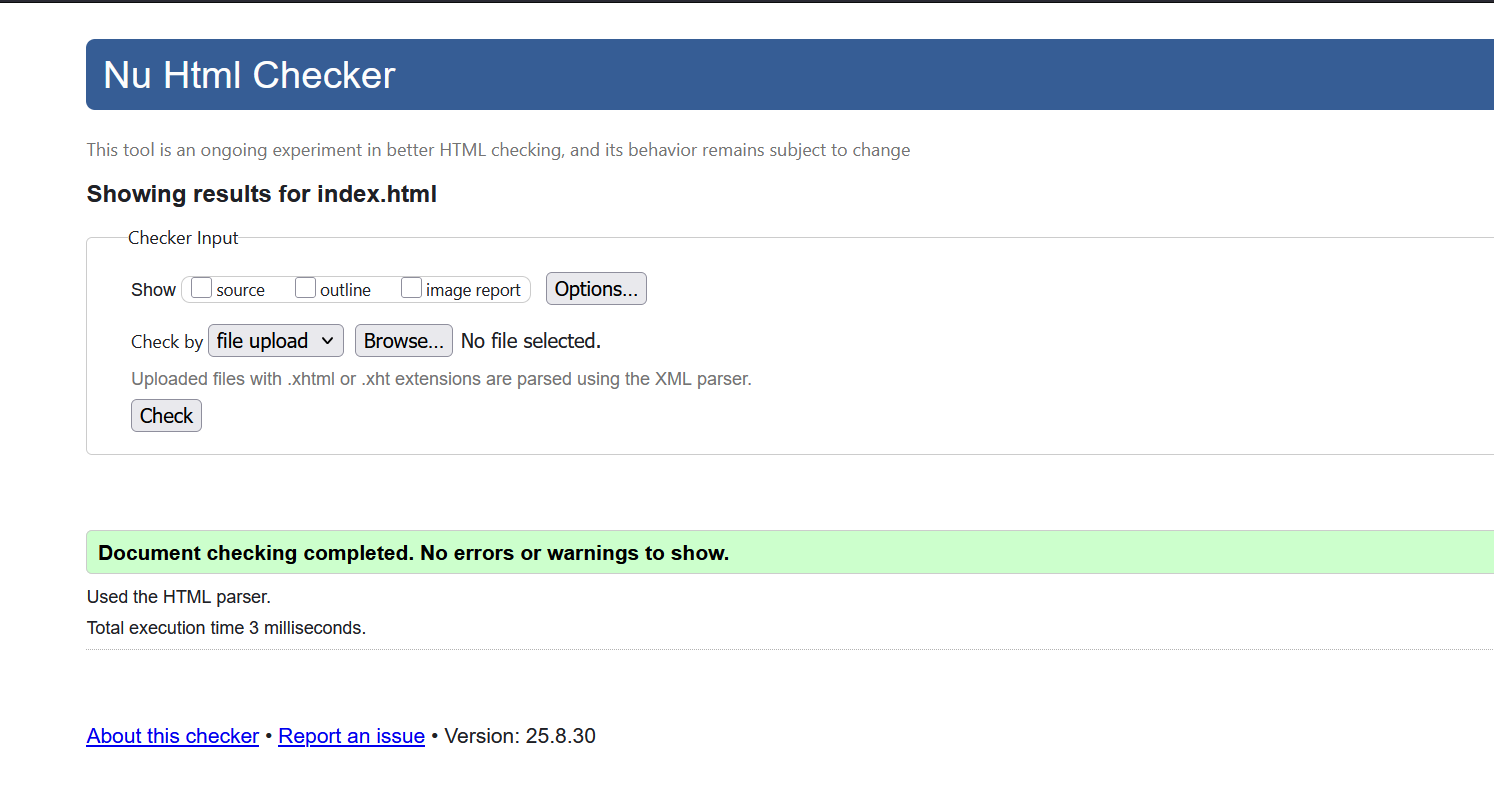 Nu Html Checker
This tool is an ongoing experiment in better HTML checking, and its behavior remains subject to change
Showing results for index.html
Checker Input
Show source outline image report Options...
Check by file upload Browse... No file selected.
Uploaded files with .xhtml or .xht extensions are parsed using the XML parser.
Check
Document checking completed. No errors or warnings to show.
Used the HTML parser.
Total execution time 3 milliseconds.
About this checker • Report an issue • Version: 25.8.30